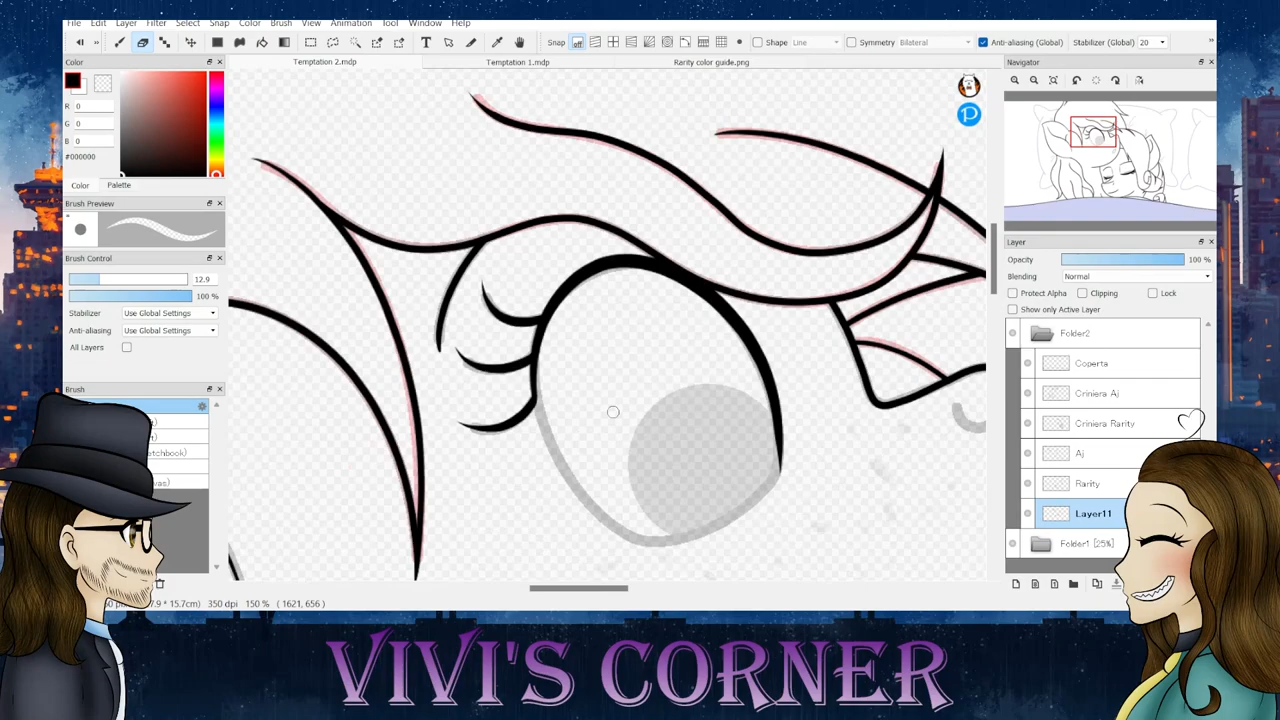 File Edit Layer Filter Select Snap Color Brush View Animation Tool Window Help
Snap off Shape Line Symmetry Bilateral Anti-aliasing (Global) Stabilizer (G) 20
Color
R 0
G 0
B 0
#000000
Color Palette
Brush Preview
Brush Control
12.9
100 %
Stabilizer Use Global Settings
Anti-aliasing Use Global Settings
All Layers
Brush
Temptation 2.mdp Temptation 1.mdp Rarity color guide.png
Navigator
Layer
Opacity 100 %
Blending Normal
Protect Alpha Clipping Lock
Show only Active Layer
Folder2
Coperta
Criniera Aj
Criniera Rarity
Aj
Rarity
Layer11
Folder1 [25%]
350 dpi 150 % ( 1621, 656 )
VIVI'S CORNER